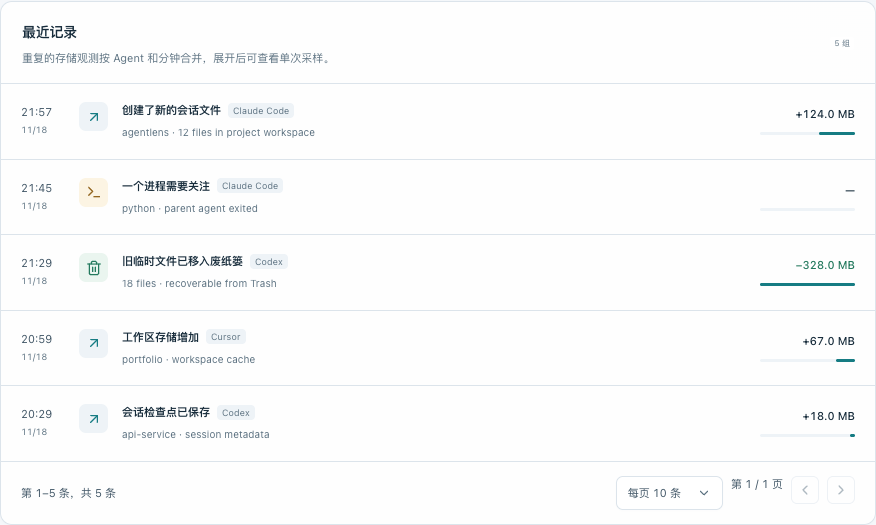 最近记录
重复的存储观测按 Agent 和分钟合并，展开后可查看单次采样。
5 组
21:57
11/18
创建了新的会话文件 Claude Code
agentlens · 12 files in project workspace
+124.0 MB
21:45
11/18
一个进程需要关注 Claude Code
python · parent agent exited
—
21:29
11/18
旧临时文件已移入废纸篓 Codex
18 files · recoverable from Trash
−328.0 MB
20:59
11/18
工作区存储增加 Cursor
portfolio · workspace cache
+67.0 MB
20:29
11/18
会话检查点已保存 Codex
api-service · session metadata
+18.0 MB
第 1–5 条，共 5 条
每页 10 条
第 1 / 1 页